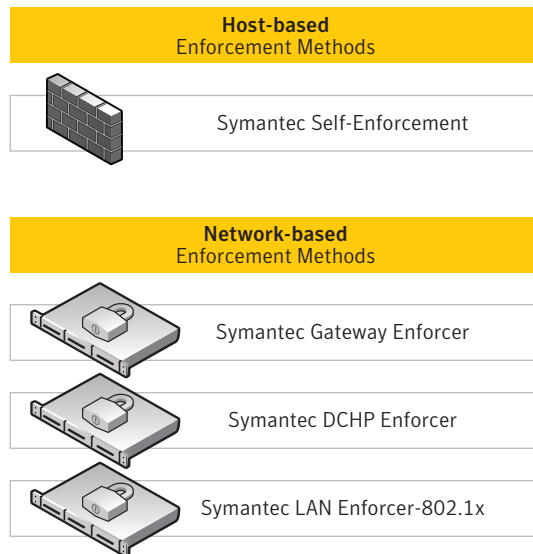 Host-based
Enforcement Methods
Symantec Self-Enforcement
Network-based
Enforcement Methods
Symantec Gateway Enforcer
Symantec DCHP Enforcer
Symantec LAN Enforcer-802.1x